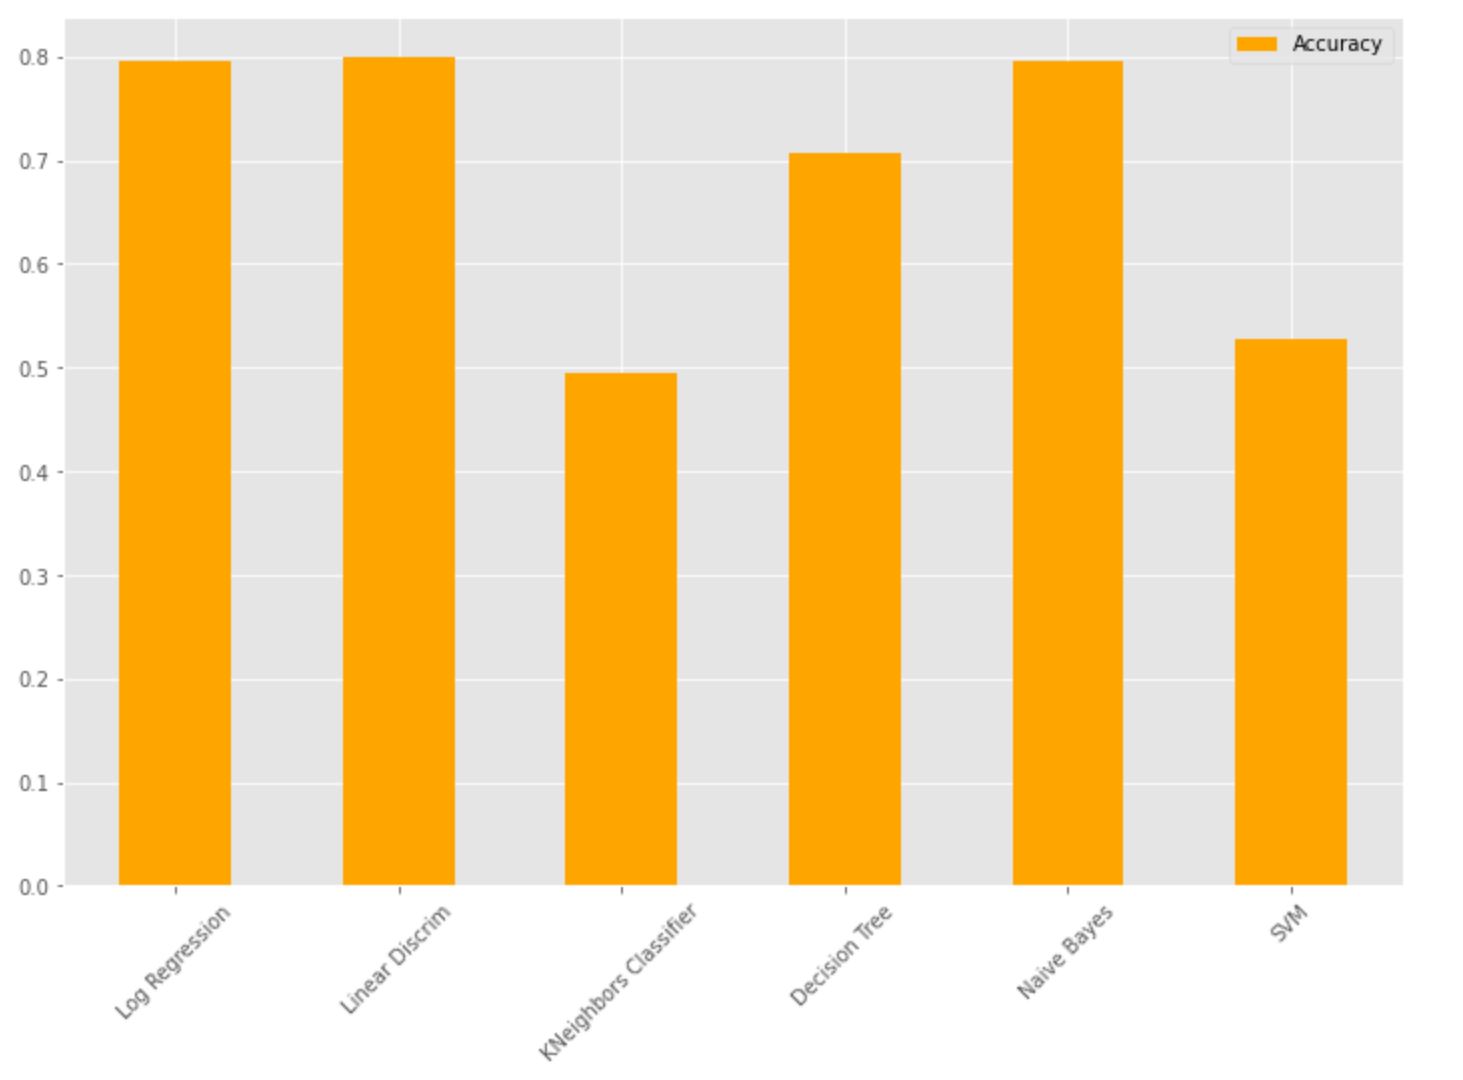 Accuracy
0.8
0.7
0.6
0.5
0.4
0.3
0.2
0.1
0.0
Log Regression
Linear Discrim
KNeighbors Classifier
Decision Tree
Naive Bayes
SVM